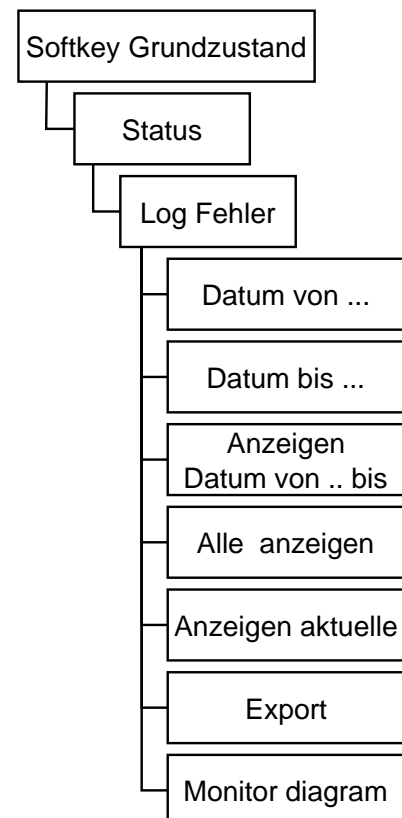 Softkey Grundzustand
Status
Log Fehler
Datum von ...
Datum bis ...
Anzeigen
Datum von .. bis
Alle anzeigen
Anzeigen aktuelle
Export
Monitor diagram